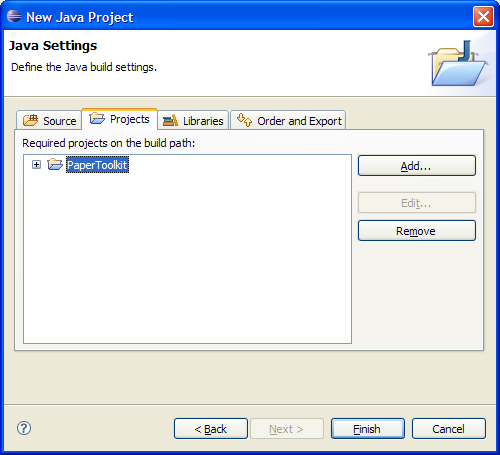 New Java Project
Java Settings
Define the Java build settings.
Source Projects Libraries Order and Export
Required projects on the build path:
PaperToolkit
Add...
Edit...
Remove
< Back Next > Finish Cancel